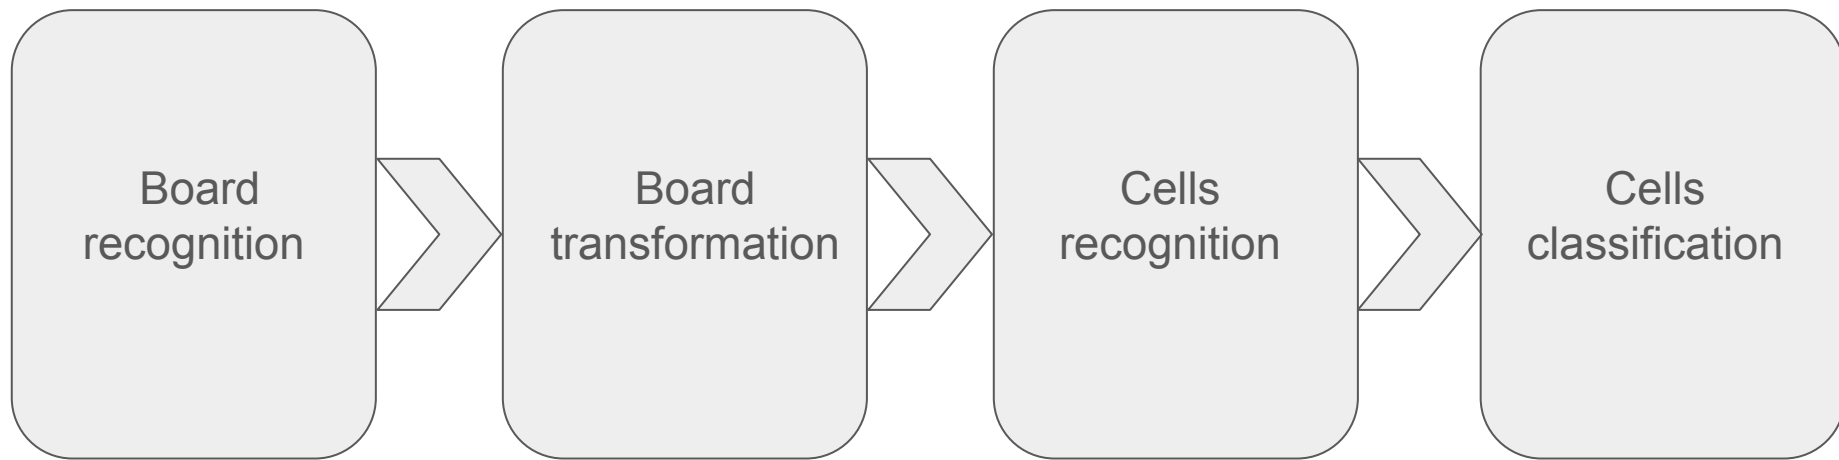 Board
recognition
Board
transformation
Cells
recognition
Cells
classification